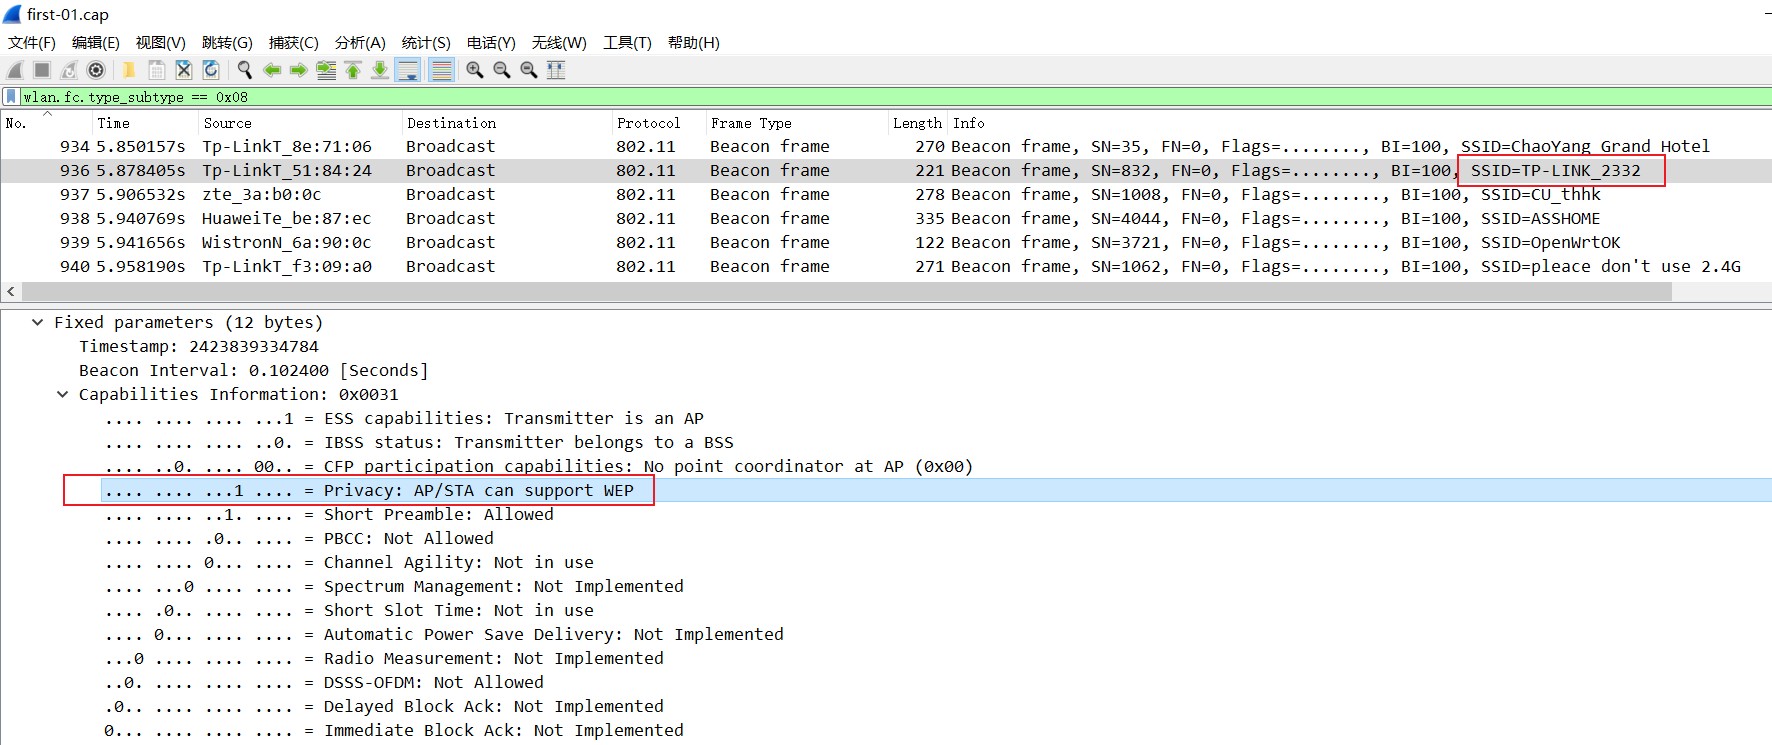 first-01.cap
文件(F) 编辑(E) 视图(V) 跳转(G) 捕获(C) 分析(A) 统计(S) 电话(Y) 无线(W) 工具(T) 帮助(H)
wlan.fc.type_subtype == 0x08
No. Time Source Destination Protocol Frame Type Length Info
934 5.850157s Tp-LinkT_8e:71:06 Broadcast 802.11 Beacon frame 270 Beacon frame, SN=35, FN=0, Flags=........, BI=100, SSID=ChaoYang Grand Hotel
936 5.878405s Tp-LinkT_51:84:24 Broadcast 802.11 Beacon frame 221 Beacon frame, SN=832, FN=0, Flags=........, BI=100, SSID=TP-LINK_2332
937 5.906532s zte_3a:b0:0c Broadcast 802.11 Beacon frame 278 Beacon frame, SN=1008, FN=0, Flags=........, BI=100, SSID=CU_thhk
938 5.940769s HuaweiTe_be:87:ec Broadcast 802.11 Beacon frame 335 Beacon frame, SN=4044, FN=0, Flags=........, BI=100, SSID=ASSHOME
939 5.941656s WistronN_6a:90:0c Broadcast 802.11 Beacon frame 122 Beacon frame, SN=3721, FN=0, Flags=........, BI=100, SSID=OpenWrtOK
940 5.958190s Tp-LinkT_f3:09:a0 Broadcast 802.11 Beacon frame 271 Beacon frame, SN=1062, FN=0, Flags=........, BI=100, SSID=pleace don't use 2.4G
Fixed parameters (12 bytes)
Timestamp: 2423839334784
Beacon Interval: 0.102400 [Seconds]
Capabilities Information: 0x0031
.... .... .... ...1 = ESS capabilities: Transmitter is an AP
.... .... .... ..0. = IBSS status: Transmitter belongs to a BSS
.... ..0. .... 00.. = CFP participation capabilities: No point coordinator at AP (0x00)
.... .... ...1 .... = Privacy: AP/STA can support WEP
.... .... ..1. .... = Short Preamble: Allowed
.... .... .0.. .... = PBCC: Not Allowed
.... .... 0... .... = Channel Agility: Not in use
.... ...0 .... .... = Spectrum Management: Not Implemented
.... .0.. .... .... = Short Slot Time: Not in use
.... 0... .... .... = Automatic Power Save Delivery: Not Implemented
...0 .... .... .... = Radio Measurement: Not Implemented
..0. .... .... .... = DSSS-OFDM: Not Allowed
.0.. .... .... .... = Delayed Block Ack: Not Implemented
0... .... .... .... = Immediate Block Ack: Not Implemented